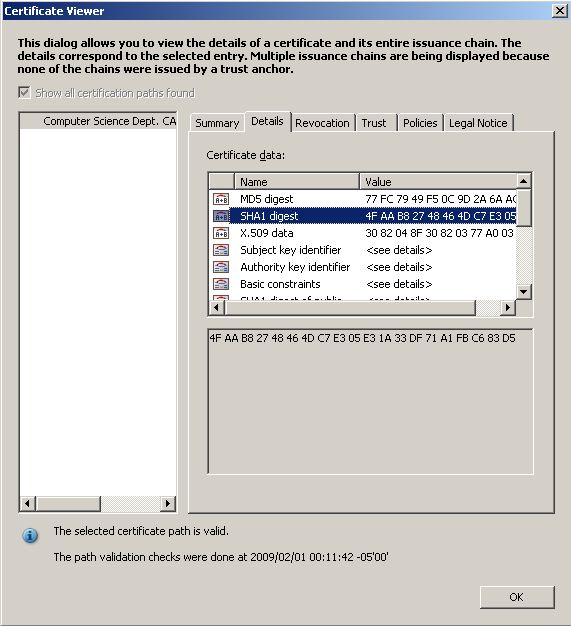 Certificate Viewer
This dialog allows you to view the details of a certificate and its entire issuance chain. The
details correspond to the selected entry. Multiple issuance chains are being displayed because
none of the chains were issued by a trust anchor.
Show all certification paths found
Computer Science Dept. CA
Summary Details Revocation Trust Policies Legal Notice
Certificate data:
Name Value
MD5 digest 77 FC 79 49 F5 0C 9D 2A 6A
SHA1 digest 4F AA B8 27 48 46 4D C7 E3 05
X.509 data 30 82 04 8F 30 82 03 77 A0 03
Subject key identifier <see details>
Authority key identifier <see details>
Basic constraints <see details>
SHA1 digest of public <see details>
4F AA B8 27 48 46 4D C7 E3 05 E3 1A 33 DF 71 A1 FB C6 83 D5
The selected certificate path is valid.
The path validation checks were done at 2009/02/01 00:11:42 -05'00'
OK